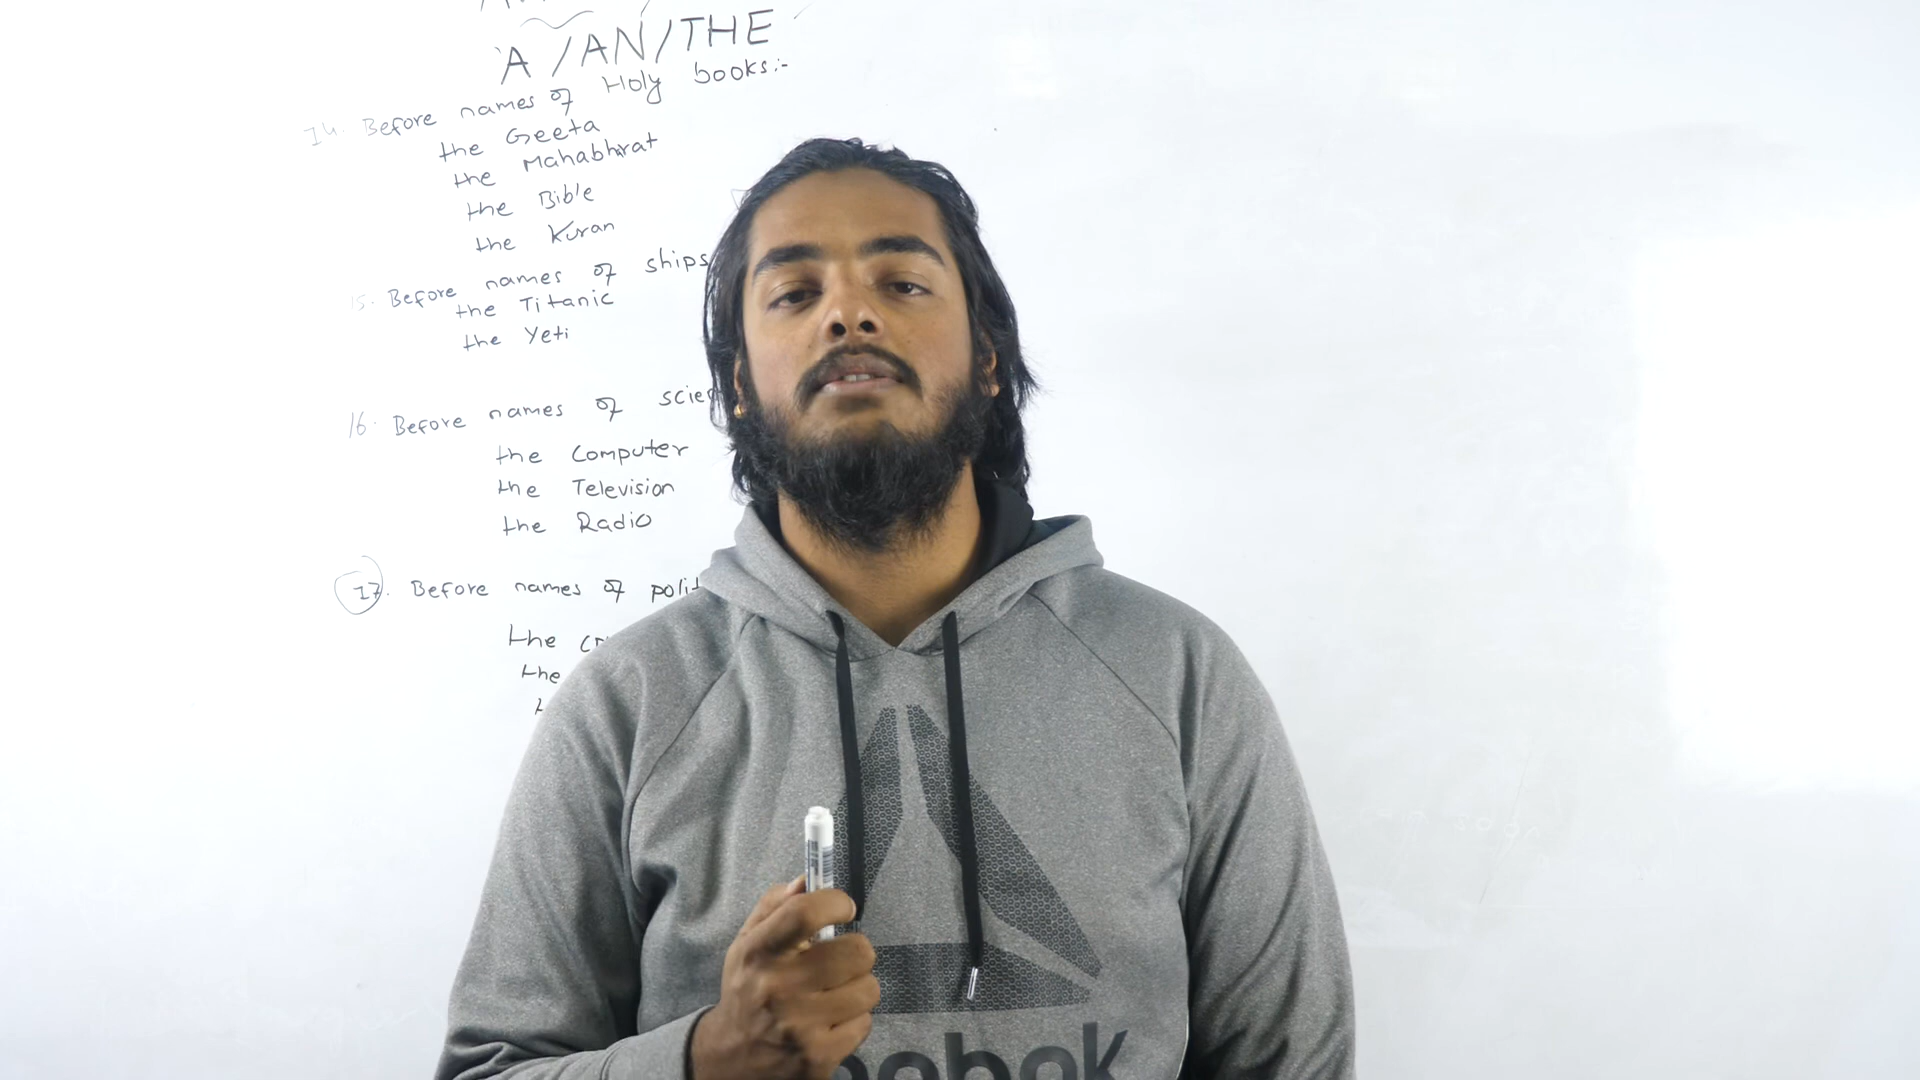 A/AN/THE
14. Before names of Holy books:-
the Geeta
the Mahabhrat
the Bible
the Kuran
15. Before names of ships
the Titanic
the Yeti
16. Before names of
the Computer
the Television
the Radio
17. Before names of
the
the